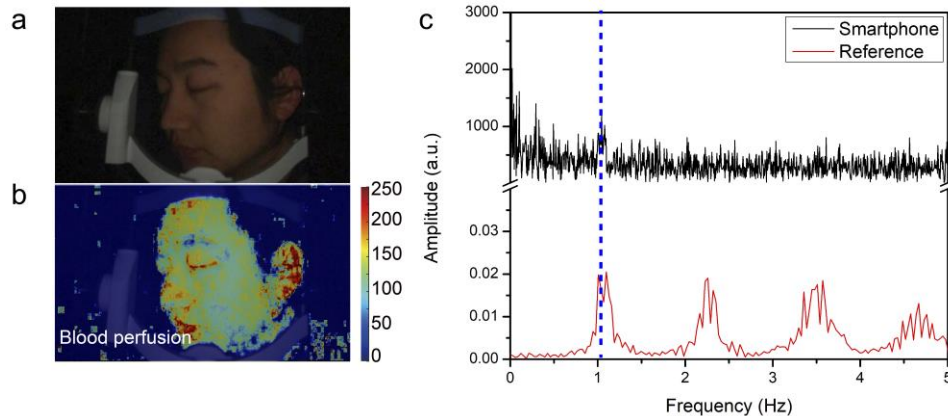 a
b
Blood perfusion
250
200
150
100
50
0
c
3000
2000
1000
0.03
0.02
0.01
0.00
Amplitude (a.u.)
Smartphone
Reference
0
1
2
3
4
5
Frequency (Hz)